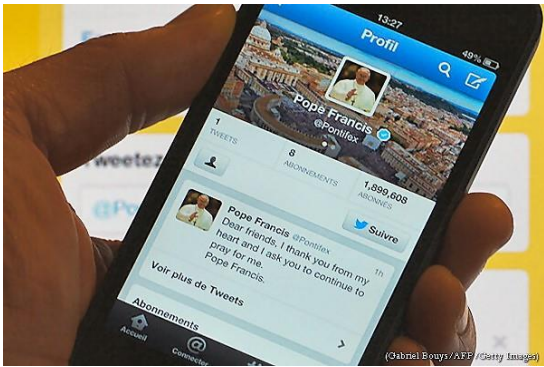 13:27
49%
Profil
Pope Francis
@Pontifex
1
TWEETS
8
ABONNEMENTS
1,899,608
ABONNÉS
Suivre
Tweetez
Pope Francis @Pontifex
1h
Dear friends, I thank you from my
heart and I ask you to continue to
pray for me.
Pope Francis.
Voir plus de Tweets
Abonnements
Accueil
@
Connecter
(Gabriel Bouys/AFP/Getty Images)